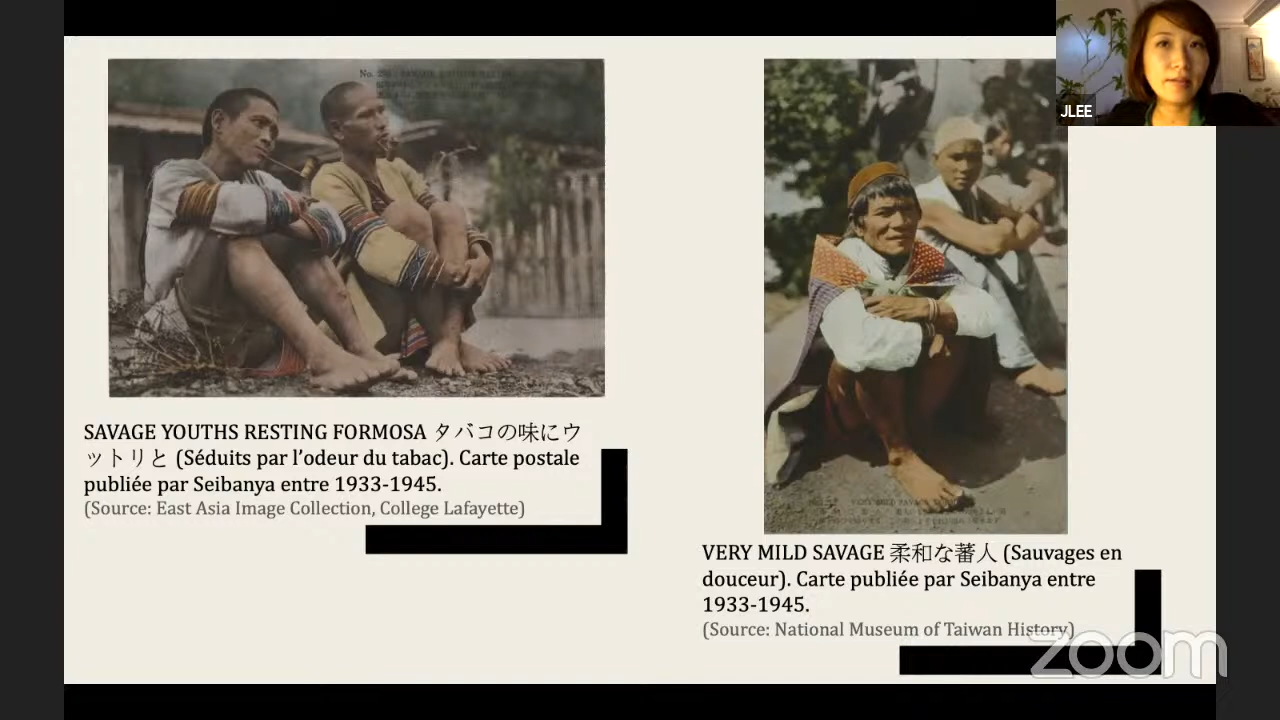 JLEE
SAVAGE YOUTHS RESTING FORMOSA タバコの味にウ
ットリと (Séduits par l’odeur du tabac). Carte postale
publiée par Seibanya entre 1933-1945.
(Source: East Asia Image Collection, College Lafayette)
VERY MILD SAVAGE
VERY MILD SAVAGE 柔和な蕃人 (Sauvages en
douceur). Carte publiée par Seibanya entre
1933-1945.
(Source: National Museum of Taiwan History)
zoom